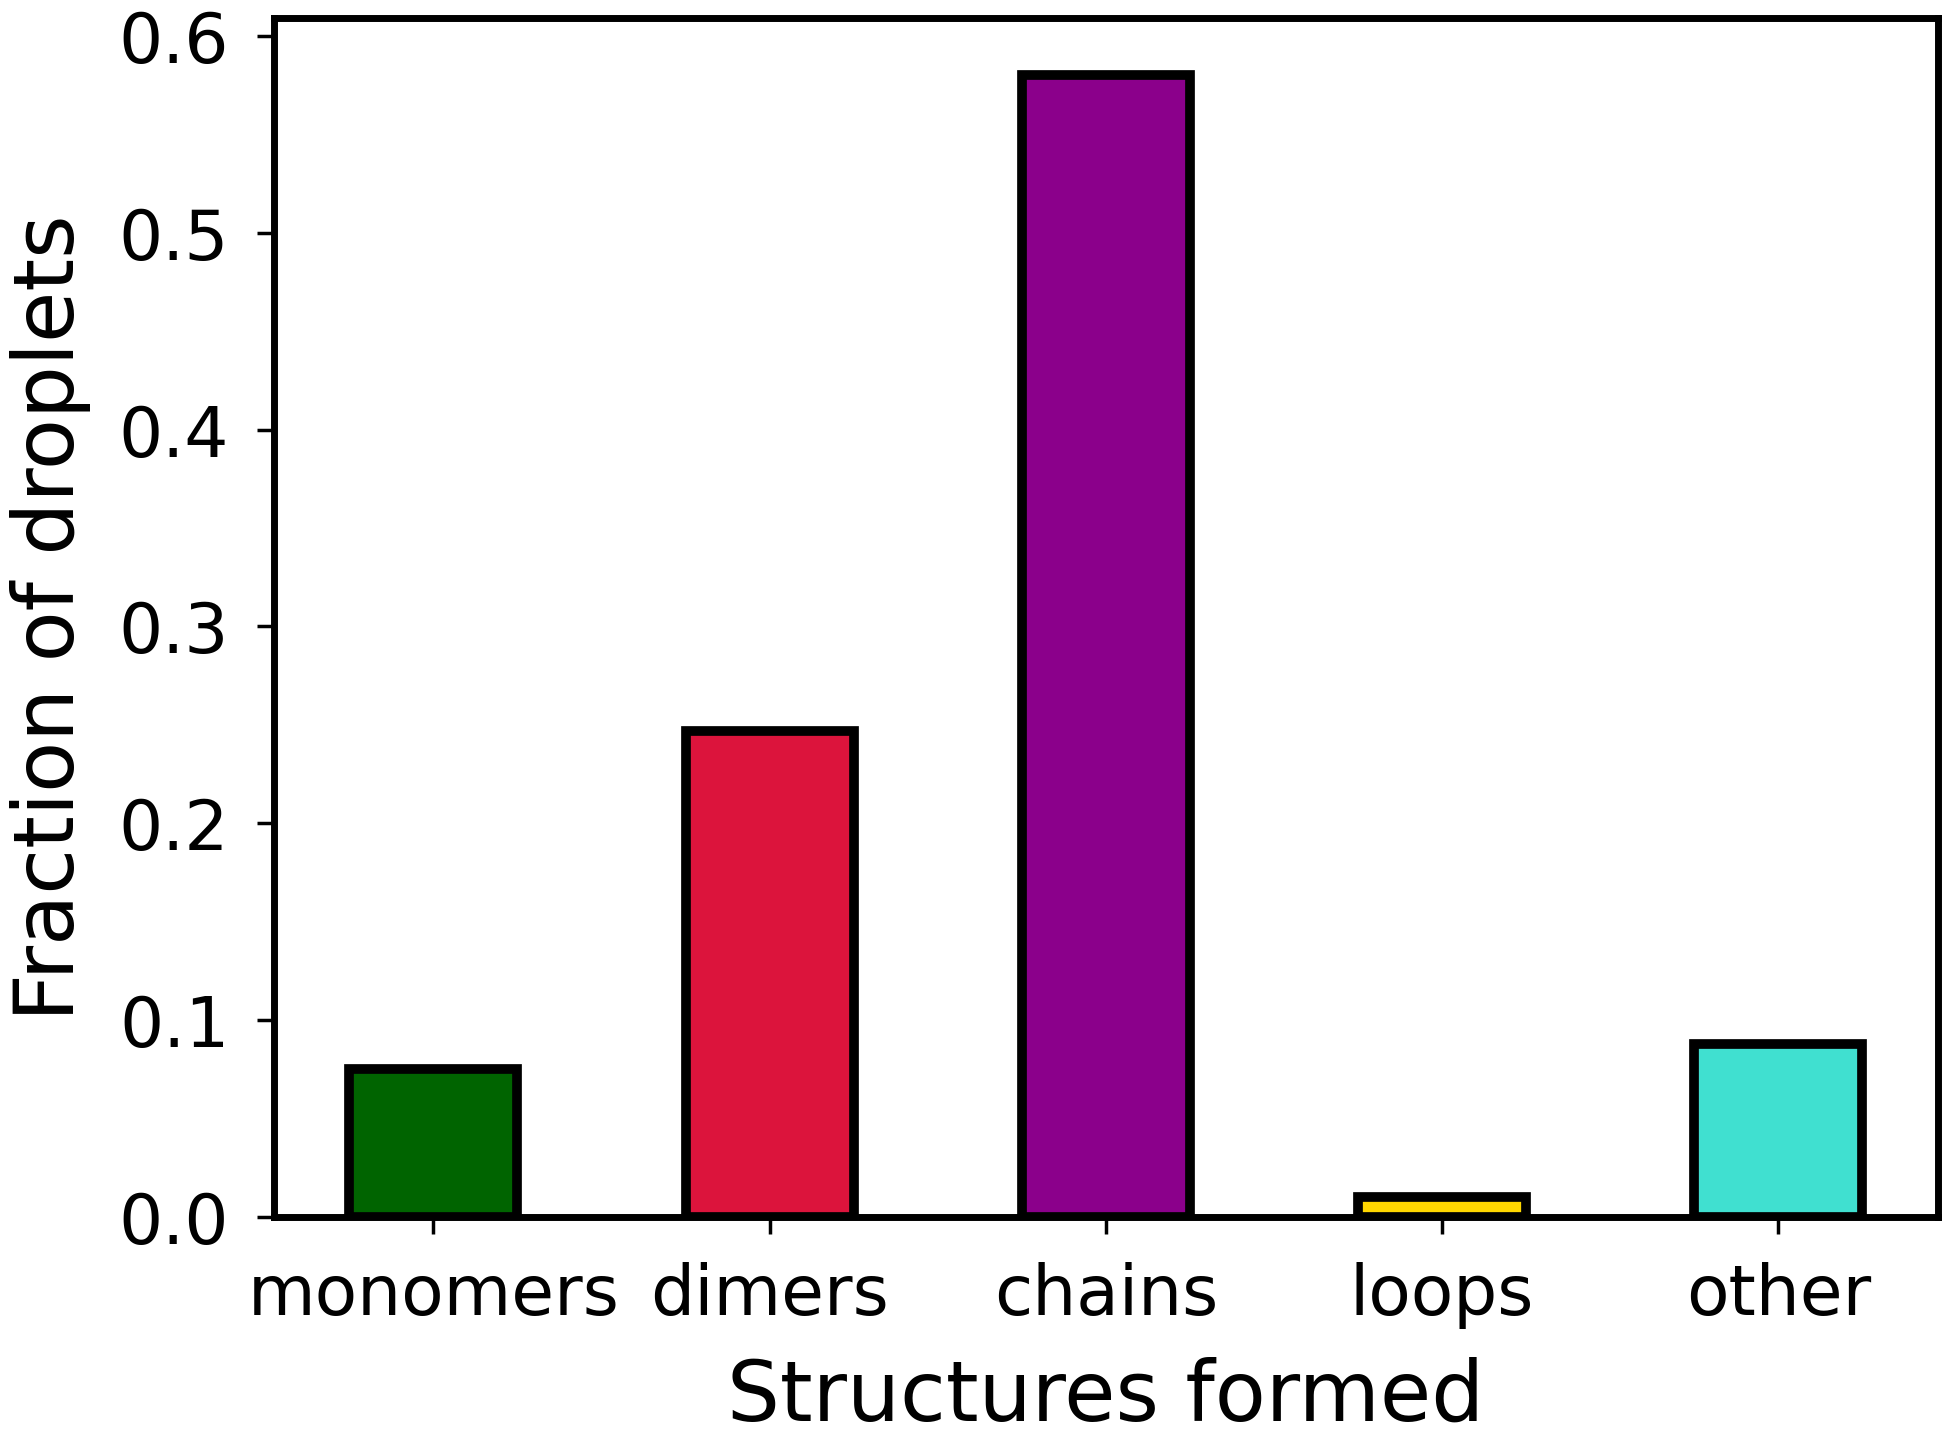 Fraction of droplets
0.6
0.5
0.4
0.3
0.2
0.1
0.0
monomers dimers chains loops other
Structures formed